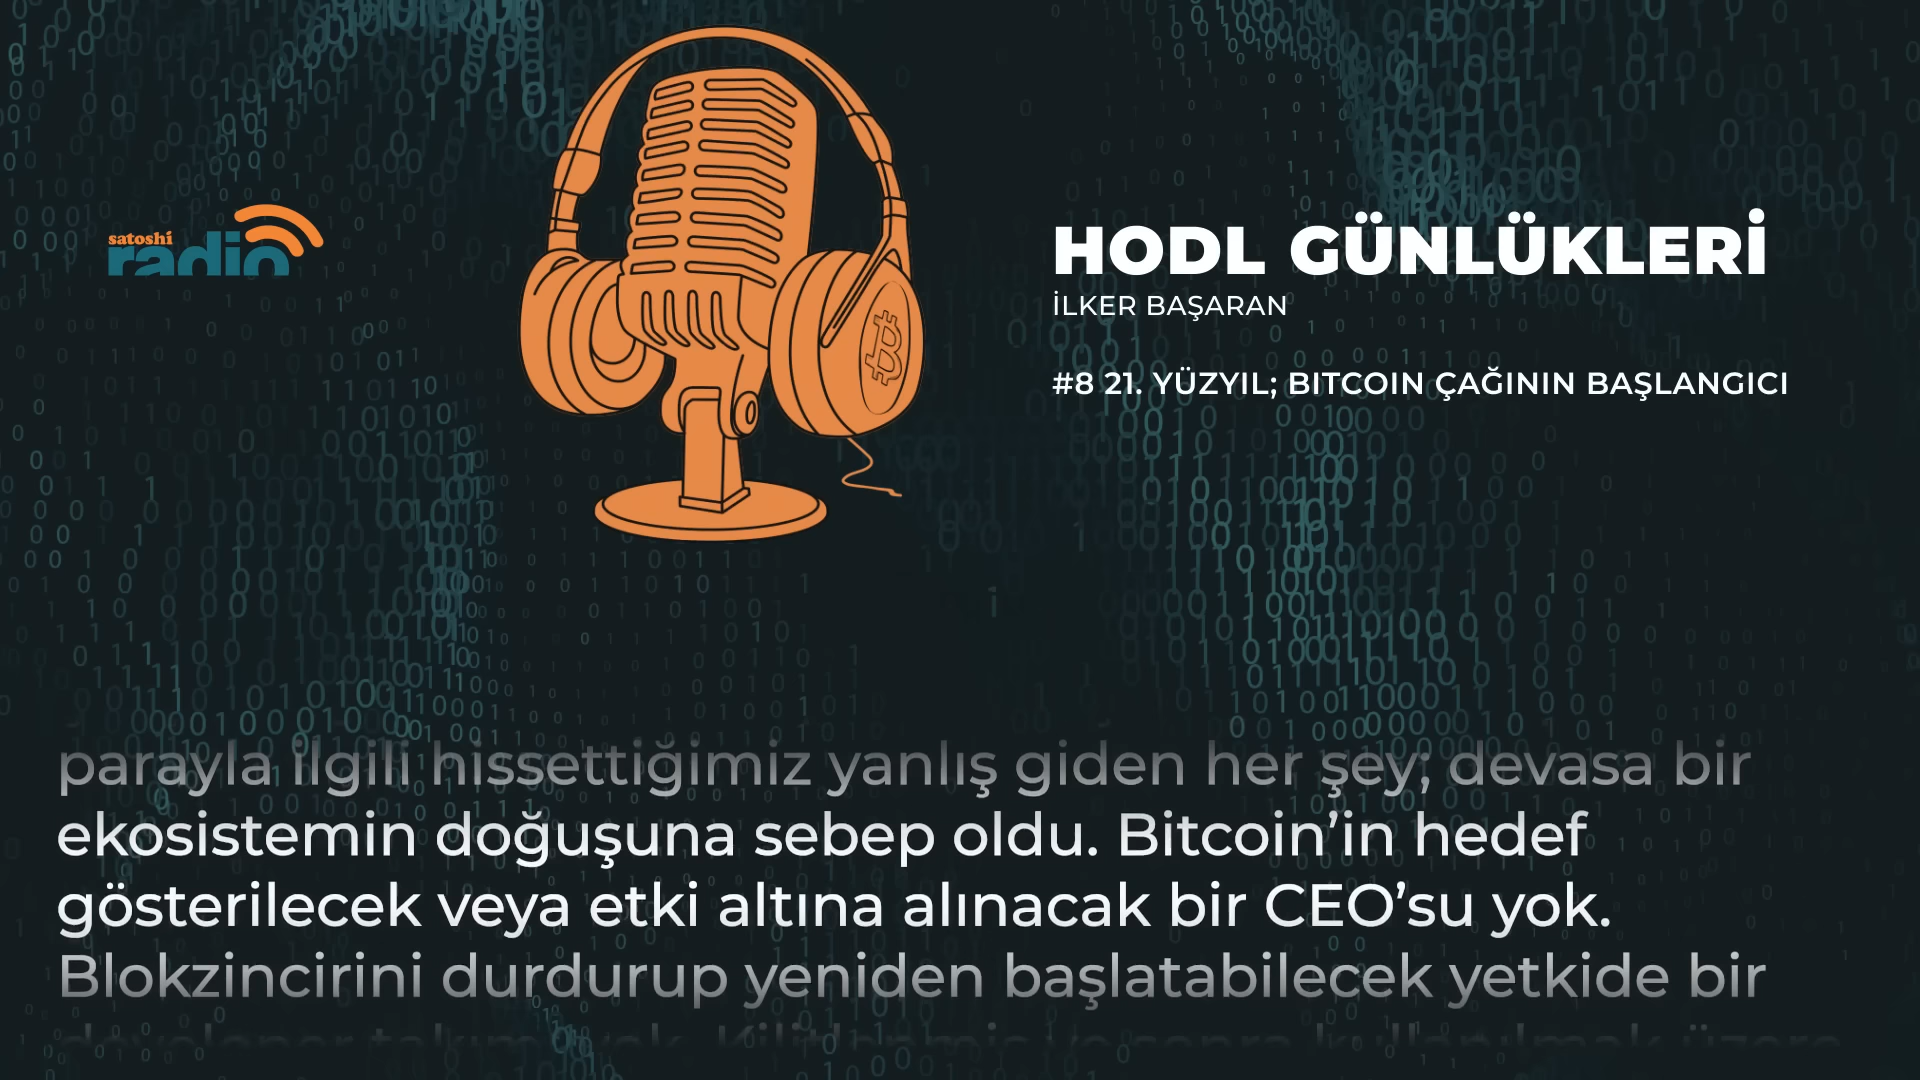 satoshi
radio
HODL GÜNLÜKLERİ
İLKER BAŞARAN
#8 21. YÜZYIL; BITCOIN ÇAĞININ BAŞLANGICI
parayla ilgili hissettiğimiz yanlış giden her şey; devasa bir
ekosistemin doğuşuna sebep oldu. Bitcoin’in hedef
gösterilecek veya etki altına alınacak bir CEO’su yok.
Blokzincirini durdurup yeniden başlatabilecek yetkide bir